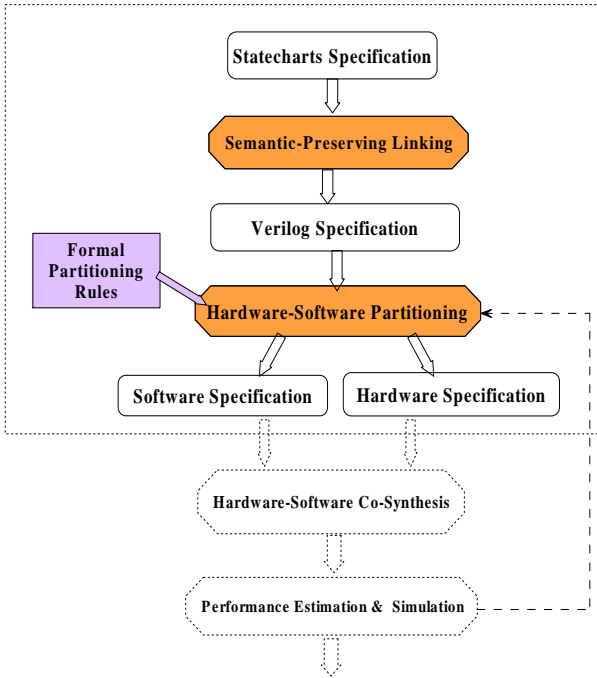 Statecharts Specification
Semantic-Preserving Linking
Verilog Specification
Formal
Partitioning
Rules
Hardware-Software Partitioning
Software Specification
Hardware Specification
Hardware-Software Co-Synthesis
Performance Estimation & Simulation